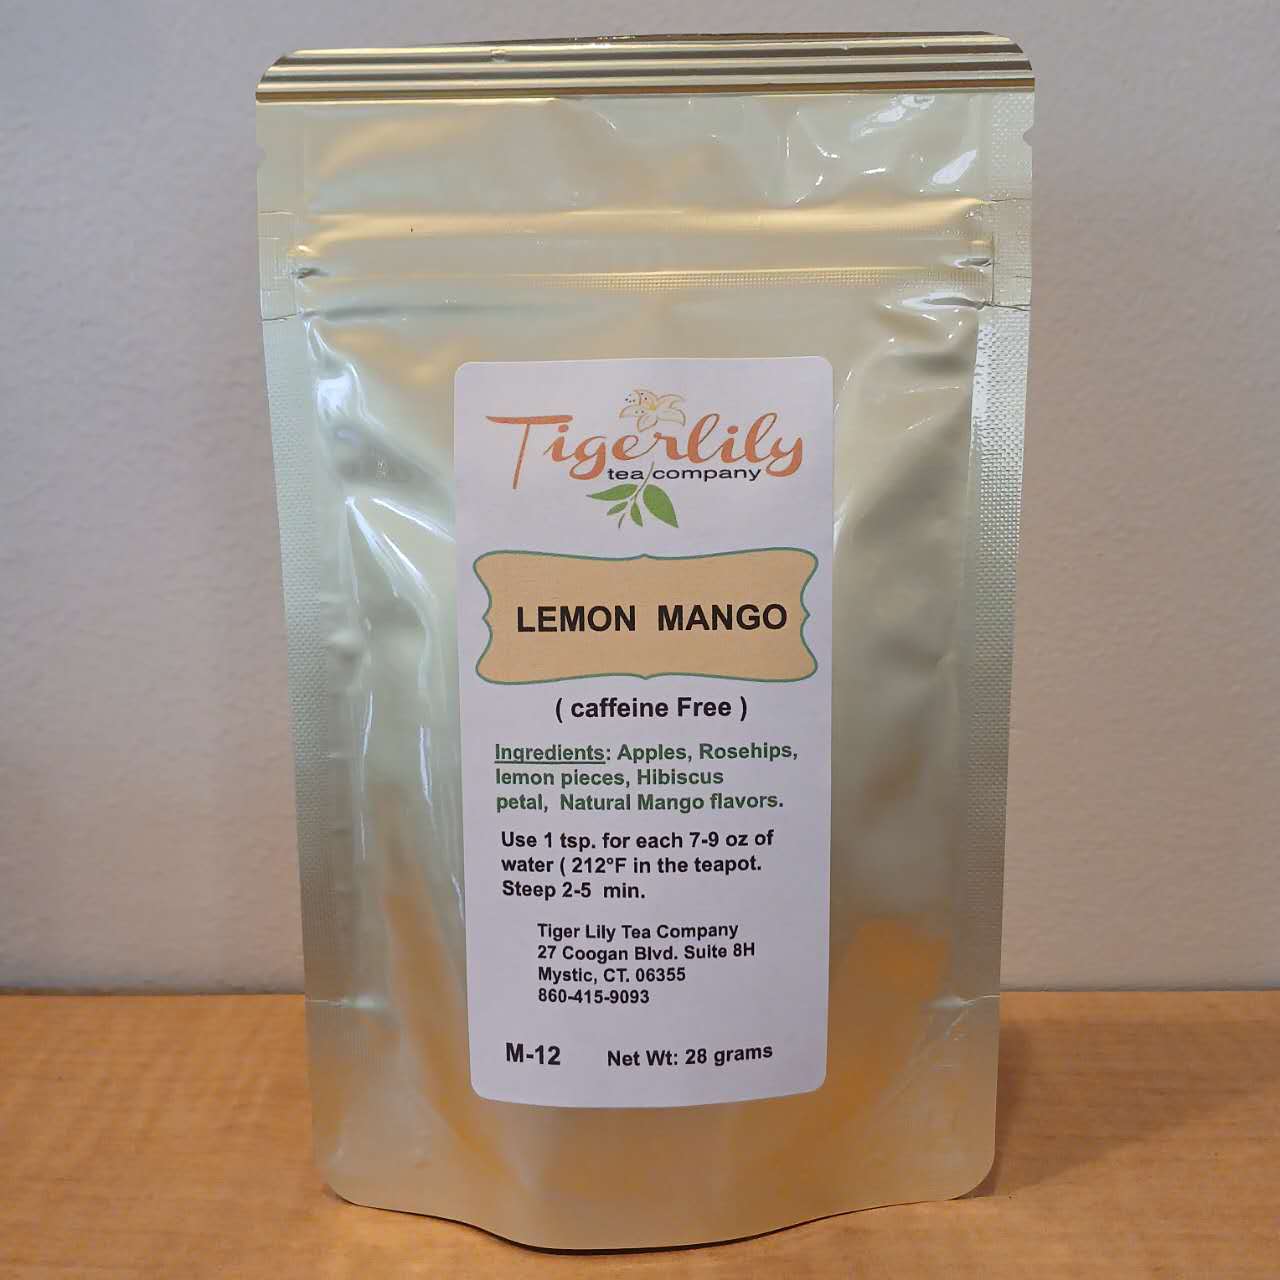 Tigerlily
tea company
LEMON MANGO
( caffeine Free )
Ingredients: Apples, Rosehips,
lemon pieces, Hibiscus
petal, Natural Mango flavors.
Use 1 tsp. for each 7-9 oz of
water ( 212°F in the teapot.
Steep 2-5 min.
Tiger Lily Tea Company
27 Coogan Blvd. Suite 8H
Mystic, CT. 06355
860-415-9093
M-12 Net Wt: 28 grams